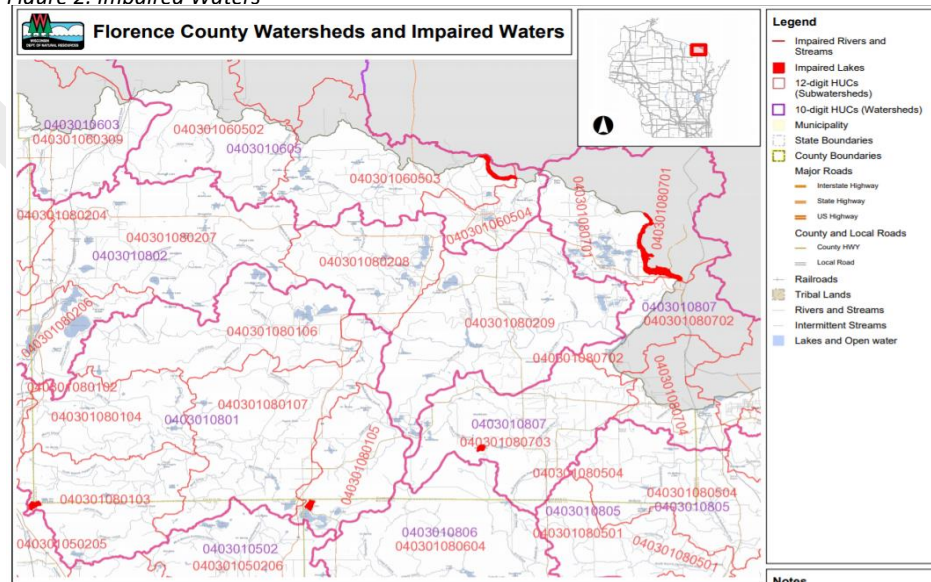 Figure 2. Impaired Waters
WISCONSIN
DEPT. OF NATURAL RESOURCES
Florence County Watersheds and Impaired Waters
0403010603
040301060309
040301060502
0403010605
040301060503
040301060504
040301080701
040301080701
040301080204
040301080207
0403010802
040301080208
040301080206
040301080106
040301080209
0403010807
040301080702
040301080702
040301080102
040301080104
0403010801
040301080107
040301080105
0403010807
040301080703
040301080704
040301080103
040301080504
040301080504
0403010805
0403010805
040301050205
0403010502
040301050206
0403010806
040301080604
040301080501
040301080501
Legend
Impaired Rivers and
Streams
Impaired Lakes
12-digit HUCs
(Subwatersheds)
10-digit HUCs (Watersheds)
Municipality
State Boundaries
County Boundaries
Major Roads
Interstate Highway
State Highway
US Highway
County and Local Roads
County HWY
Local Road
Railroads
Tribal Lands
Rivers and Streams
Intermittent Streams
Lakes and Open water
Notes